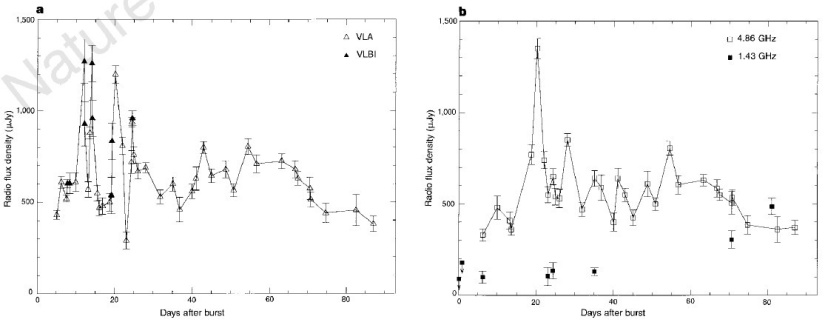 a
Nature
1,500
1,000
500
0
Radio flux density (μJy)
0
20
40
60
80
Days after burst
VLA
VLBI
b
1,500
1,000
500
0
Radio flux density (μJy)
0
20
40
60
80
Days after burst
4.86 GHz
1.43 GHz